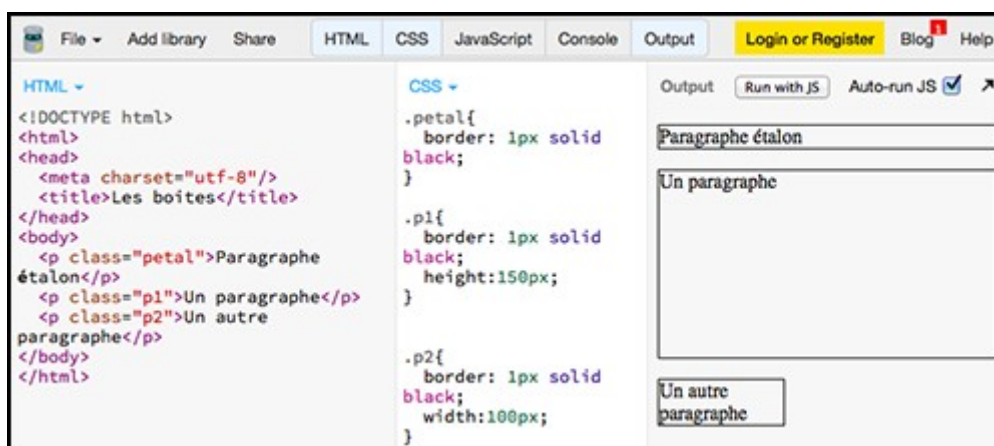 File Add library Share HTML CSS JavaScript Console Output Login or Register Blog 1 Help
HTML
<!DOCTYPE html>
<html>
<head>
<meta charset="utf-8"/>
<title>Les boites</title>
</head>
<body>
<p class="petal">Paragraphe
étalon</p>
<p class="p1">Un paragraphe</p>
<p class="p2">Un autre
paragraphe</p>
</body>
</html>
CSS
.petal{
border: 1px solid
black;
}
.p1{
border: 1px solid
black;
height:150px;
}
.p2{
border: 1px solid
black;
width:100px;
}
Output Run with JS Auto-run JS
Paragraphe étalon
Un paragraphe
Un autre
paragraphe